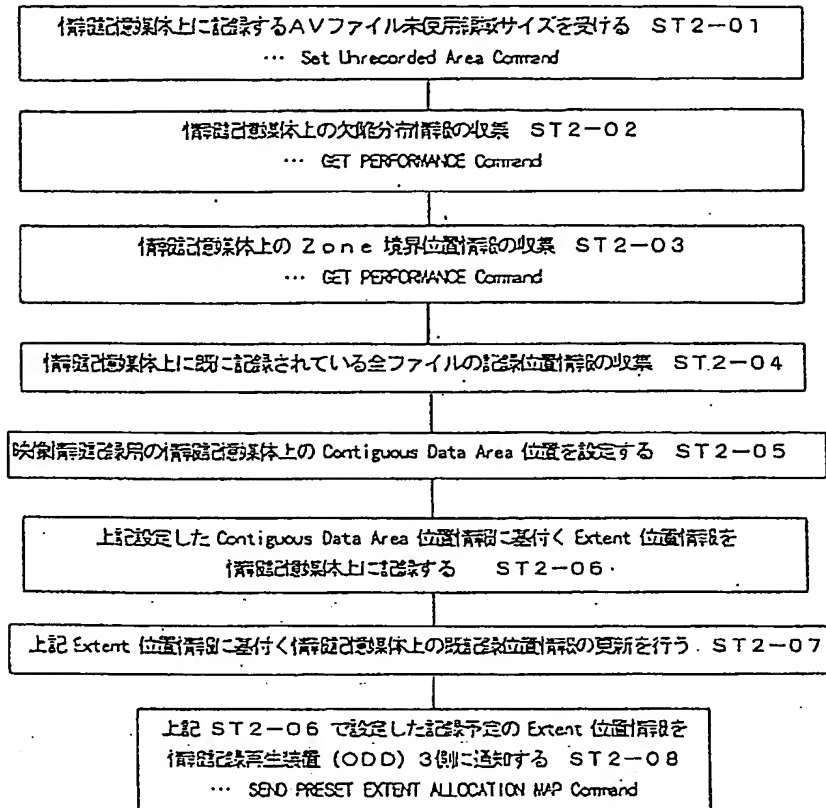 情報記憶媒体上に記録するAVファイル未使用領域サイズを受ける ST2-01
… Set Unrecorded Area Command
情報記憶媒体上の欠陥分布情報の収集 ST2-02
… GET PERFORMANCE Command
情報記憶媒体上の Zone 境界位置情報の収集 ST2-03
… GET PERFORMANCE Command
情報記憶媒体上に既に記録されている全ファイルの記録位置情報の収集 ST2-04
映像情報記録用の情報記憶媒体上の Contiguous Data Area 位置を設定する ST2-05
上記設定した Contiguous Data Area 位置情報に基付く Extent 位置情報を
情報記憶媒体上に記録する ST2-06
上記 Extent 位置情報に基付く情報記憶媒体上の既記録位置情報の更新を行う ST2-07
上記 ST2-06 で設定した記録予定の Extent 位置情報を
情報記録再生装置 (ODD) 3側に通知する ST2-08
… SEND PRESET EXTENT ALLOCATION MAP Command